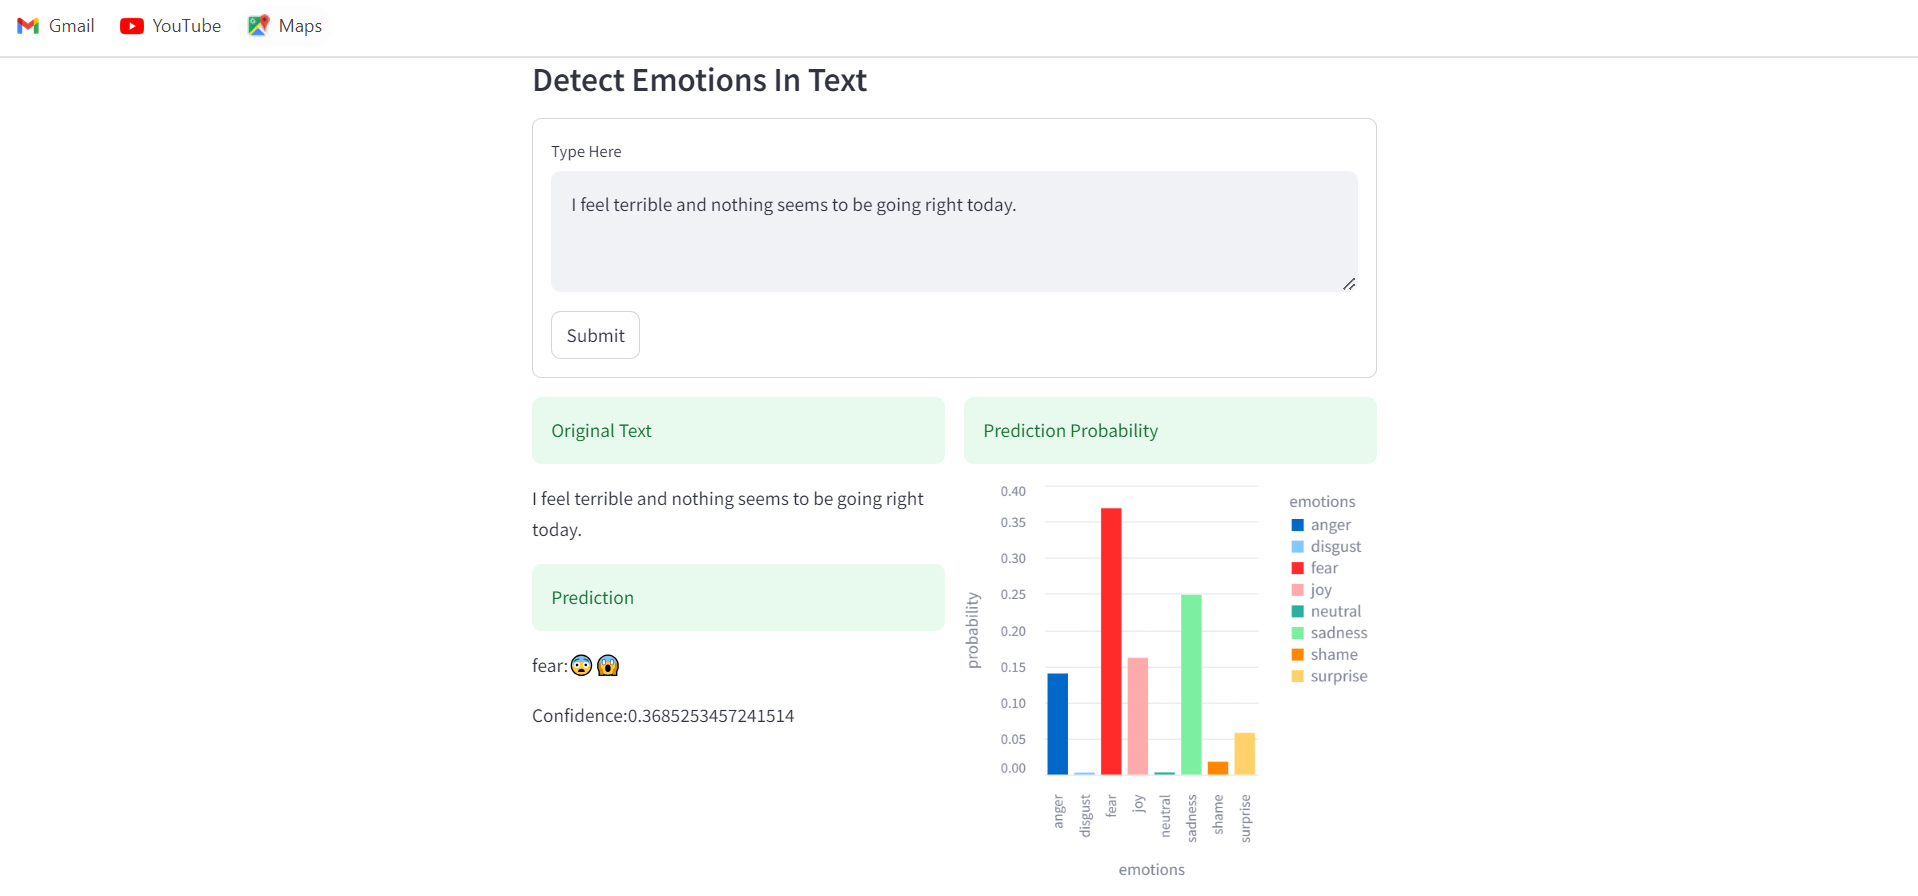 Gmail YouTube Maps
Detect Emotions In Text
Type Here
I feel terrible and nothing seems to be going right today.
Submit
Original Text
I feel terrible and nothing seems to be going right
today.
Prediction
fear:😨😱
Confidence:0.3685253457241514
Prediction Probability
probability
0.40
0.35
0.30
0.25
0.20
0.15
0.10
0.05
0.00
anger
disgust
fear
joy
neutral
sadness
shame
surprise
emotions
emotions
anger
disgust
fear
joy
neutral
sadness
shame
surprise